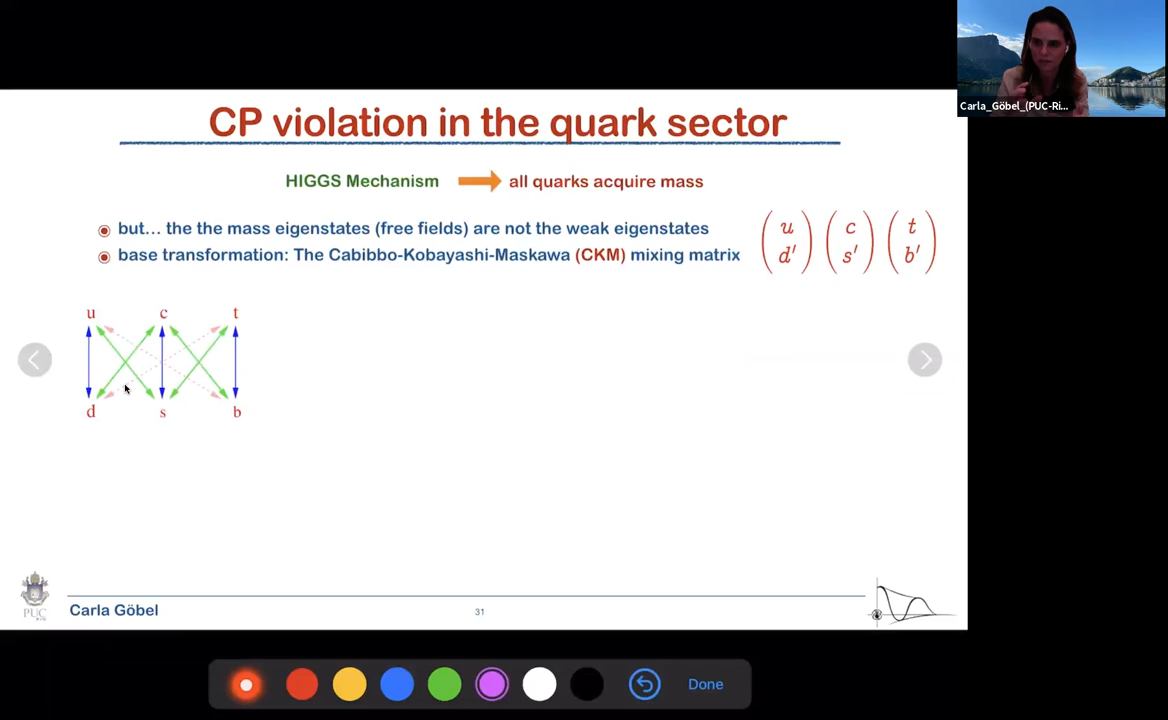 Carla_Göbel_(PUC-Ri...
CP violation in the quark sector
HIGGS Mechanism all quarks acquire mass
but... the the mass eigenstates (free fields) are not the weak eigenstates
base transformation: The Cabibbo-Kobayashi-Maskawa (CKM) mixing matrix
u c t
d′ s′ b′
u c t
d s b
PUC
Carla Göbel
31
Done